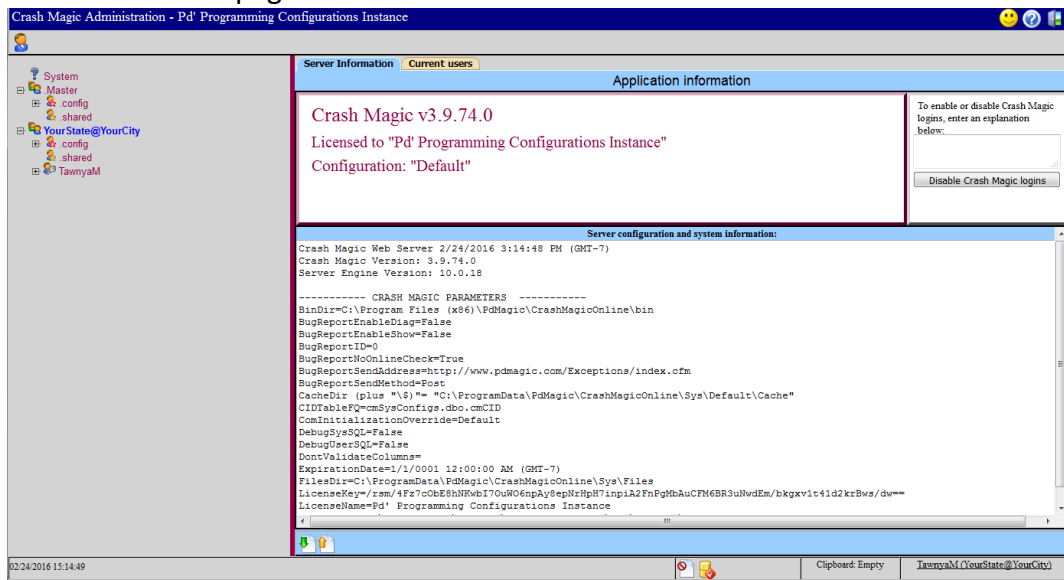 Crash Magic Administration - Pd' Programming Configurations Instance
System
.Master
.config
.shared
YourState@YourCity
.config
.shared
TawnyaM
Server Information Current users
Application information
Crash Magic v3.9.74.0
Licensed to "Pd' Programming Configurations Instance"
Configuration: "Default"
To enable or disable Crash Magic
logins, enter an explanation
below:
Disable Crash Magic logins
Server configuration and system information:
Crash Magic Web Server 2/24/2016 3:14:48 PM (GMT-7)
Crash Magic Version: 3.9.74.0
Server Engine Version: 10.0.18
----------- CRASH MAGIC PARAMETERS -----------
BinDir=C:\Program Files (x86)\PdMagic\CrashMagicOnline\bin
BugReportEnableDiag=False
BugReportEnableShow=False
BugReportID=0
BugReportNoOnlineCheck=True
BugReportSendAddress=http://www.pdmagic.com/Exceptions/index.cfm
BugReportSendMethod=Post
CacheDir (plus "\$)"= "C:\ProgramData\PdMagic\CrashMagicOnline\Sys\Default\Cache"
CIDTableFQ=cmSysConfigs.dbo.cmCID
ComInitializationOverride=Default
DebugSysSQL=False
DebugUserSQL=False
DontValidateColumns=
ExpirationDate=1/1/0001 12:00:00 AM (GMT-7)
FilesDir=C:\ProgramData\PdMagic\CrashMagicOnline\Sys\Files
LicenseKey=/rsm/4Fz7cObE8hNKwbI7OuWO6npAy8epNrHpH7inpiA2FnPgMbAuCFM6BR3uNwdEm/bkgxv1t41d2krBws/dw==
LicenseName=Pd' Programming Configurations Instance
02/24/2016 15:14:49
Clipboard: Empty
TawnyaM (YourState@YourCity)